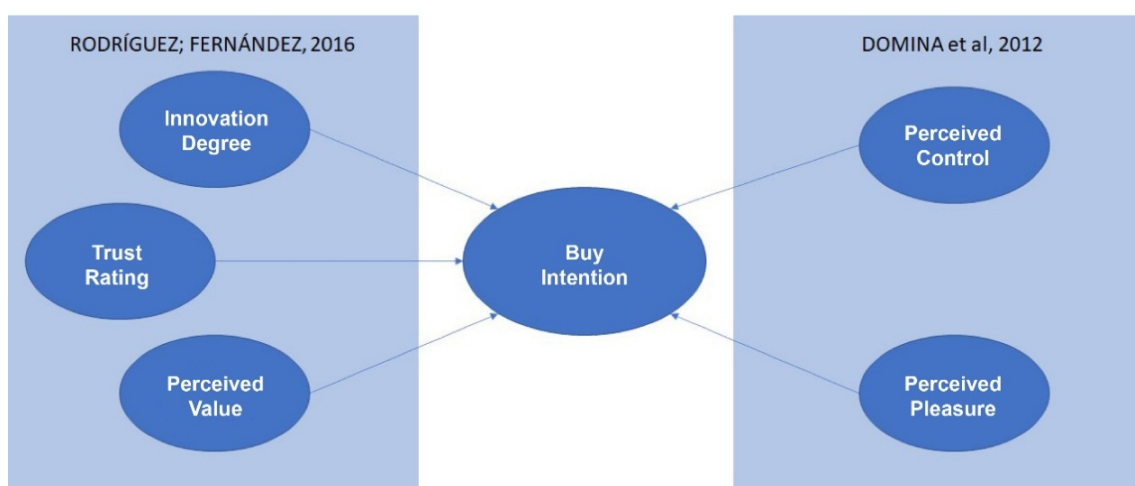 RODRÍGUEZ; FERNÁNDEZ, 2016
Innovation
Degree
Trust
Rating
Perceived
Value
Buy
Intention
DOMINA et al, 2012
Perceived
Control
Perceived
Pleasure